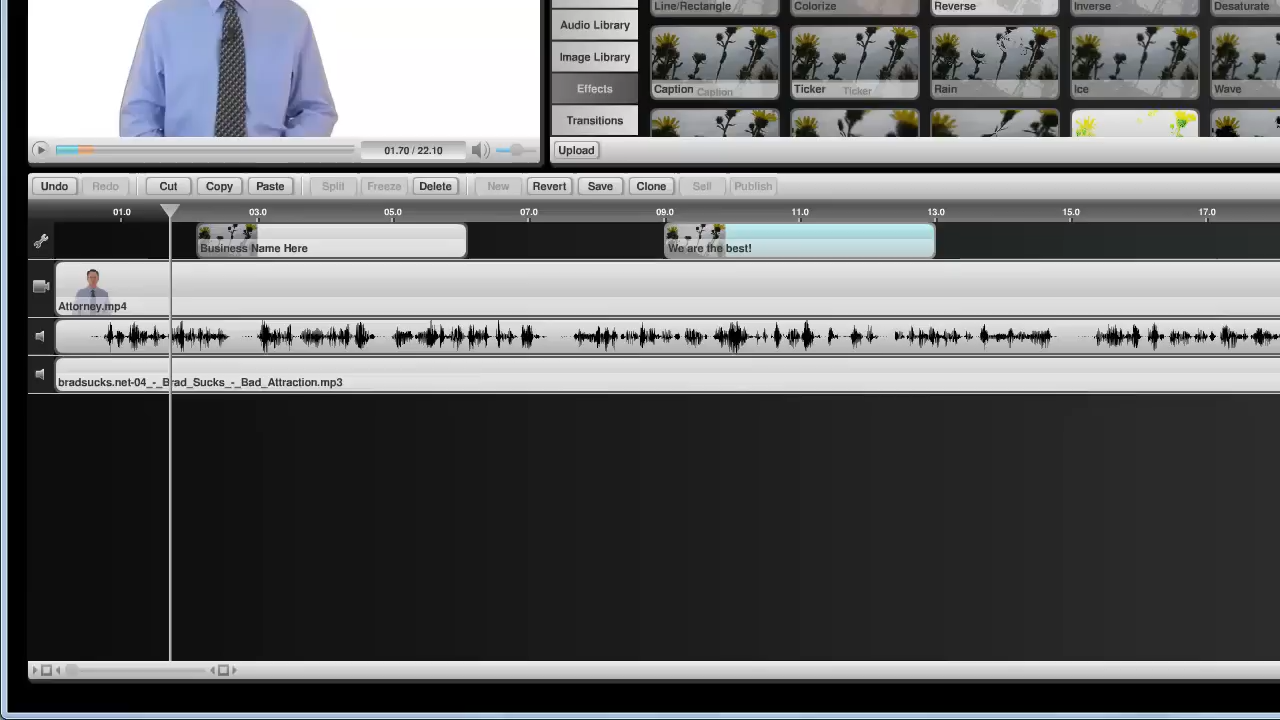 Line/Rectangle Colorize Reverse Inverse Desaturate
Audio Library
Image Library
Effects
Transitions
Caption Caption Ticker Ticker Rain Ice Wave
Upload
01.70 / 22.10
Undo Redo Cut Copy Paste Split Freeze Delete New Revert Save Clone Sell Publish
01.0 03.0 05.0 07.0 09.0 11.0 13.0 15.0 17.0
Business Name Here We are the best!
Attorney.mp4
bradsucks.net-04_-_Brad_Sucks_-_Bad_Attraction.mp3